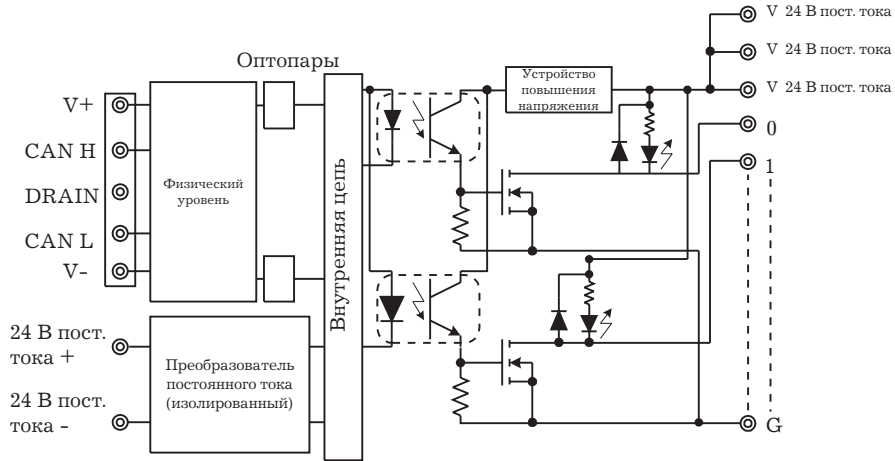 V 24 В пост. тока
V 24 В пост. тока
Оптопары
Устройство
повышения
напряжения
V 24 В пост. тока
V+
0
CAN H
1
Физический
уровень
DRAIN
CAN L
V-
Внутренняя цепь
24 В пост.
тока +
Преобразователь
постоянного тока
(изолированный)
24 В пост.
тока -
G